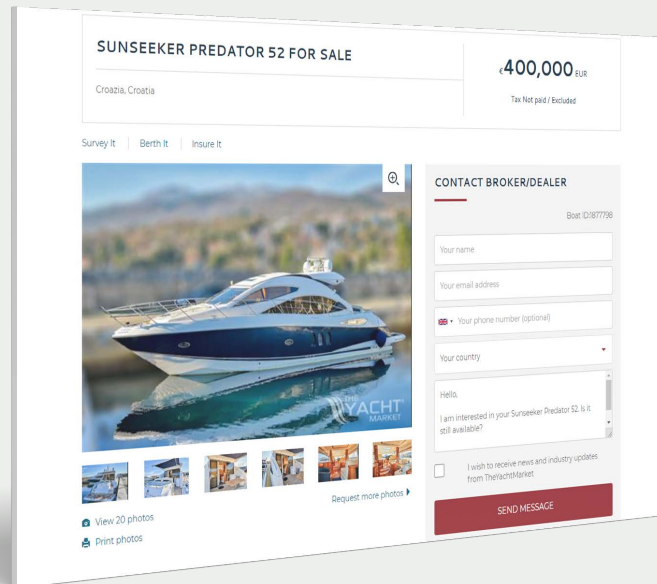 SUNSEEKER PREDATOR 52 FOR SALE
Croazia, Croatia
€400,000 EUR
Tax Not paid / Excluded
Survey It
Berth It
Insure It
THE
YACHT
MARKET
View 20 photos
Print photos
Request more photos
CONTACT BROKER/DEALER
Boat ID:1877798
Your name
Your email address
Your phone number (optional)
Your country
Hello,
I am interested in your Sunseeker Predator 52. Is it
still available?
I wish to receive news and industry updates
from TheYachtMarket
SEND MESSAGE